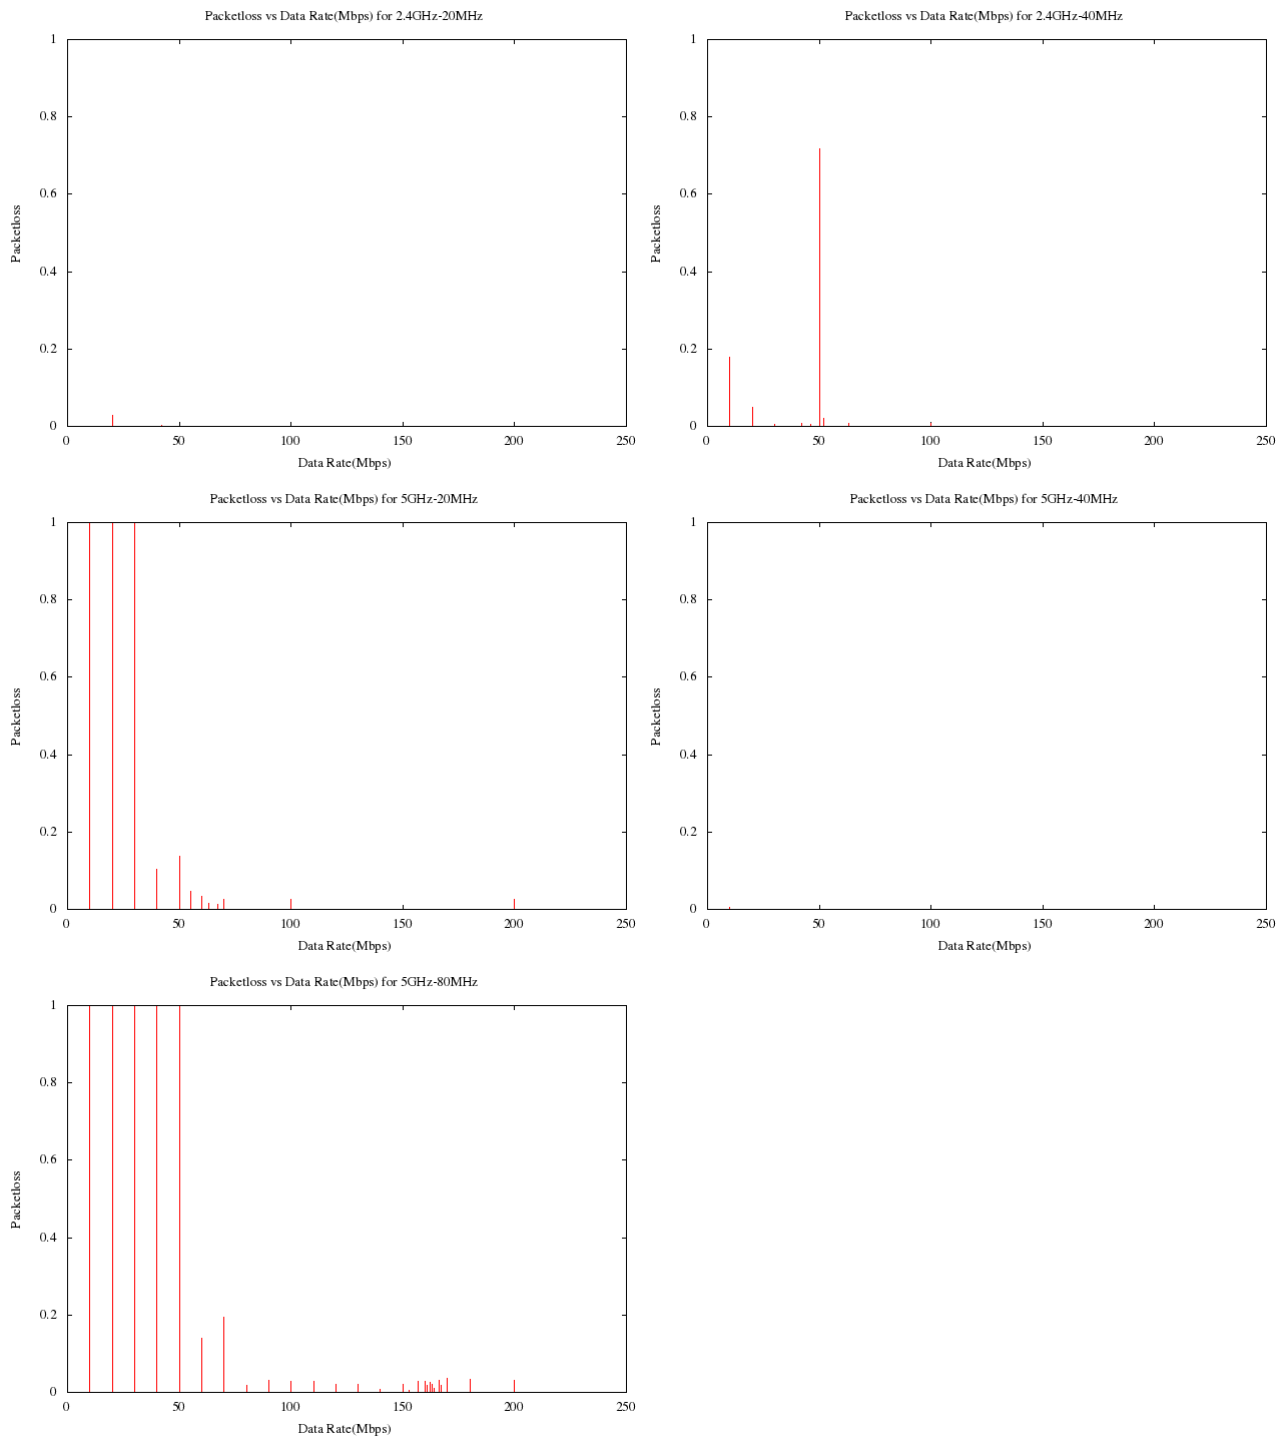 Packetloss vs Data Rate(Mbps) for 2.4GHz-20MHz
1
0.8
0.6
0.4
0.2
0
Packetloss
0 50 100 150 200 250
Data Rate(Mbps)
Packetloss vs Data Rate(Mbps) for 2.4GHz-40MHz
1
0.8
0.6
0.4
0.2
0
Packetloss
0 50 100 150 200 250
Data Rate(Mbps)
Packetloss vs Data Rate(Mbps) for 5GHz-20MHz
1
0.8
0.6
0.4
0.2
0
Packetloss
0 50 100 150 200 250
Data Rate(Mbps)
Packetloss vs Data Rate(Mbps) for 5GHz-40MHz
1
0.8
0.6
0.4
0.2
0
Packetloss
0 50 100 150 200 250
Data Rate(Mbps)
Packetloss vs Data Rate(Mbps) for 5GHz-80MHz
1
0.8
0.6
0.4
0.2
0
Packetloss
0 50 100 150 200 250
Data Rate(Mbps)